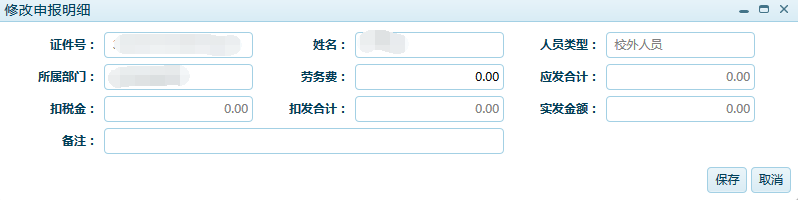 修改申报明细
证件号： 姓名： 人员类型： 校外人员
所属部门： 劳务费： 0.00 应发合计： 0.00
扣税金： 0.00 扣发合计： 0.00 实发金额： 0.00
备注：
保存 取消